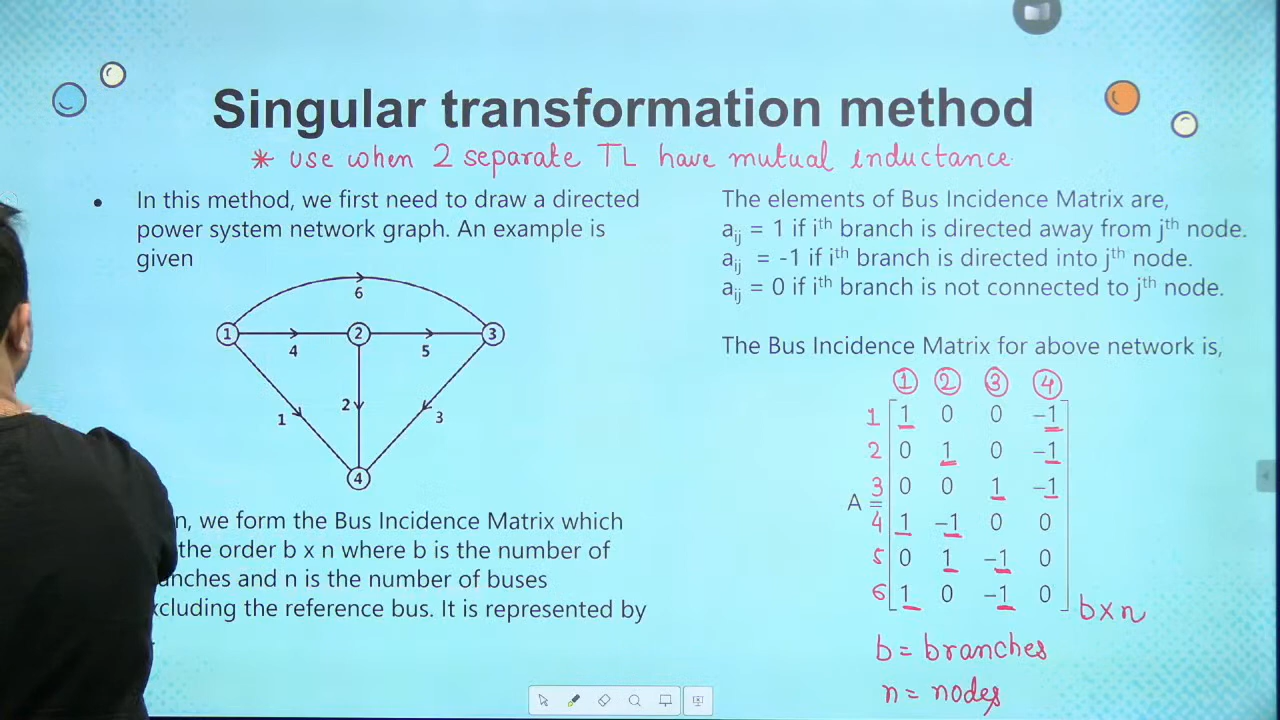 Singular transformation method
* use when 2 separate TL have mutual inductance.
• In this method, we first need to draw a directed
power system network graph. An example is
given
6
1 2 3
4 5
2
1 3
4
n, we form the Bus Incidence Matrix which
the order b x n where b is the number of
nches and n is the number of buses
xcluding the reference bus. It is represented by
The elements of Bus Incidence Matrix are,
aij = 1 if ith branch is directed away from jth node.
aij = -1 if ith branch is directed into jth node.
aij = 0 if ith branch is not connected to jth node.
The Bus Incidence Matrix for above network is,
1 2 3 4
1 1 0 0 -1
2 0 1 0 -1
3 0 0 1 -1
A =
4 1 -1 0 0
5 0 1 -1 0
6 1 0 -1 0
b x n
b = branches
n = nodes